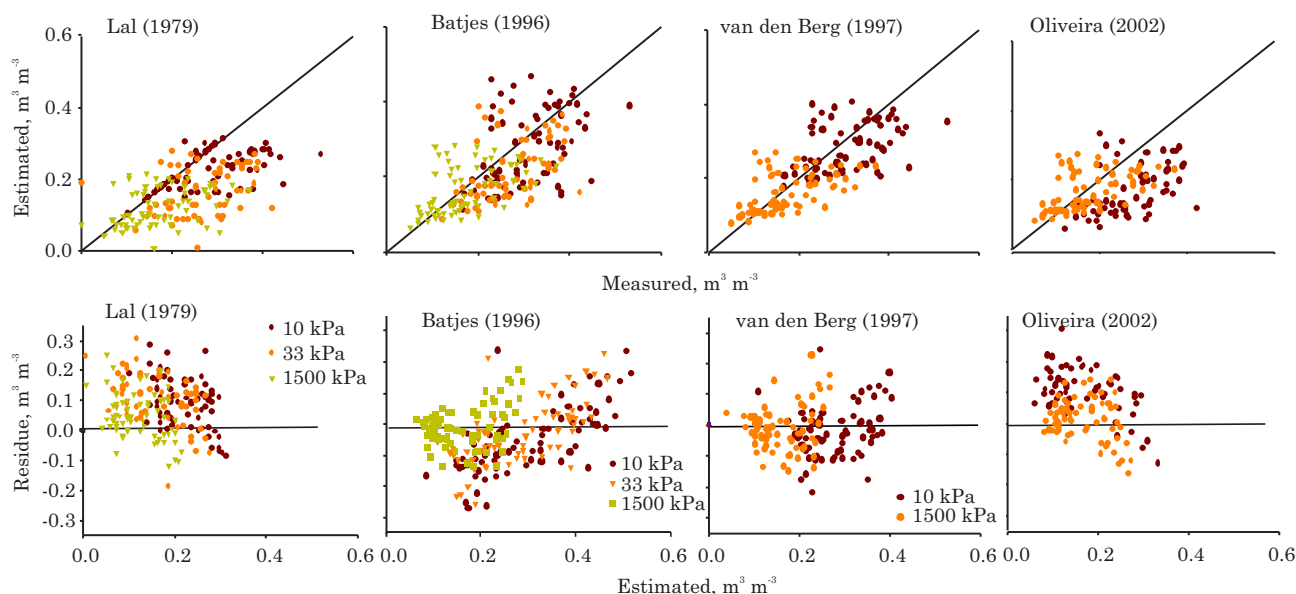 Lal (1979)
Batjes (1996)
van den Berg (1997)
Oliveira (2002)
Estimated, m³ m⁻³
0.6
0.4
0.2
0.0
Measured, m³ m⁻³
Lal (1979)
Batjes (1996)
van den Berg (1997)
Oliveira (2002)
10 kPa
33 kPa
1500 kPa
Residue, m³ m⁻³
0.3
0.2
0.1
0.0
-0.1
-0.2
-0.3
10 kPa
33 kPa
1500 kPa
10 kPa
1500 kPa
0.0 0.2 0.4 0.6
0.0 0.2 0.4 0.6
0.0 0.2 0.4 0.6
0.0 0.2 0.4 0.6
Estimated, m³ m⁻³